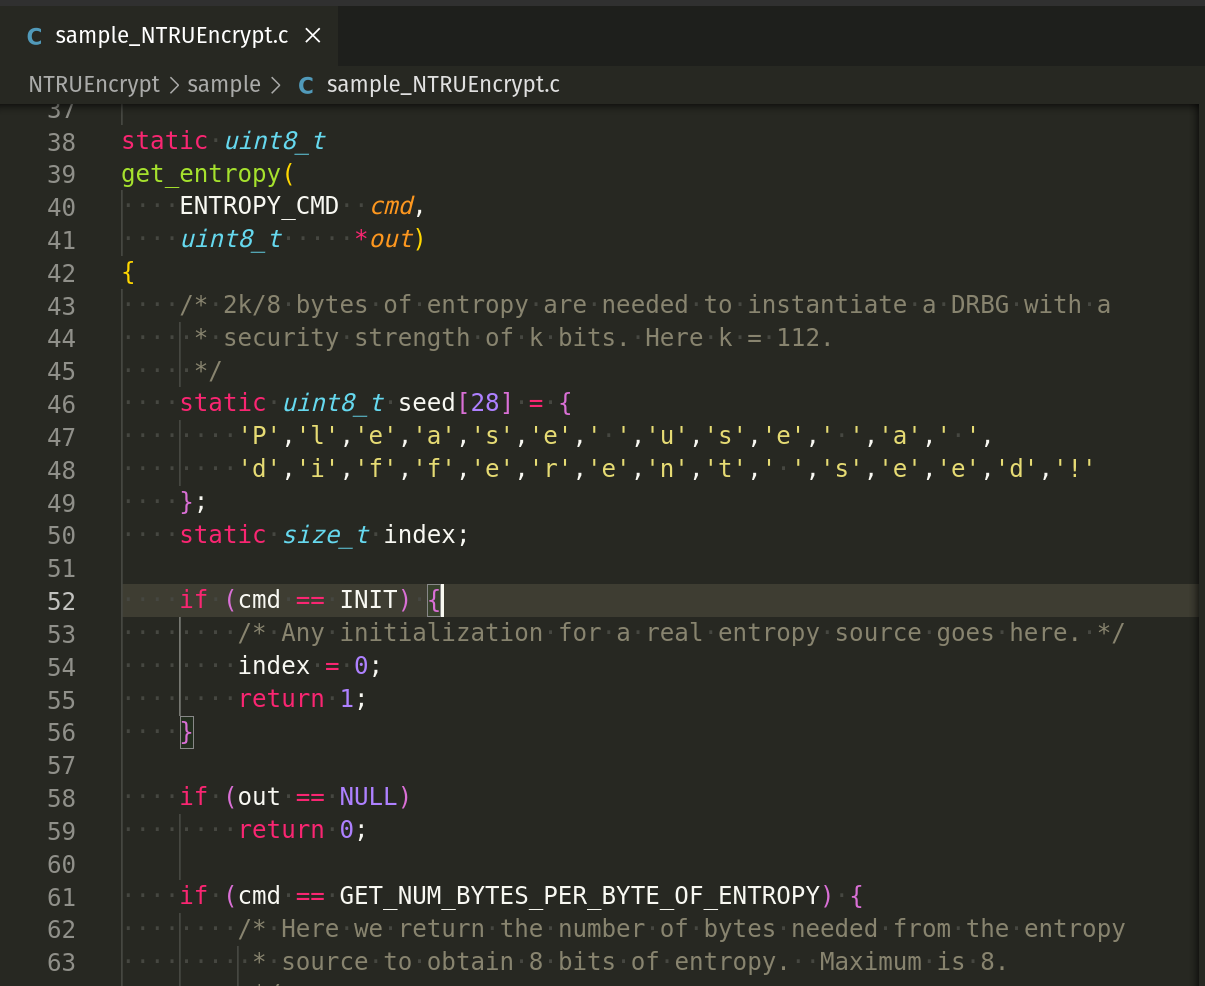 C sample_NTRUEncrypt.c ×
NTRUEncrypt > sample > C sample_NTRUEncrypt.c
37
38 static uint8_t
39 get_entropy(
40     ENTROPY_CMD  cmd,
41     uint8_t     *out)
42 {
43     /* 2k/8 bytes of entropy are needed to instantiate a DRBG with a
44      * security strength of k bits. Here k = 112.
45      */
46     static uint8_t seed[28] = {
47         'P','l','e','a','s','e',' ','u','s','e',' ','a',' ',
48         'd','i','f','f','e','r','e','n','t',' ','s','e','e','d','!'
49     };
50     static size_t index;
51
52     if (cmd == INIT) {
53         /* Any initialization for a real entropy source goes here. */
54         index = 0;
55         return 1;
56     }
57
58     if (out == NULL)
59         return 0;
60
61     if (cmd == GET_NUM_BYTES_PER_BYTE_OF_ENTROPY) {
62         /* Here we return the number of bytes needed from the entropy
63          * source to obtain 8 bits of entropy.  Maximum is 8.